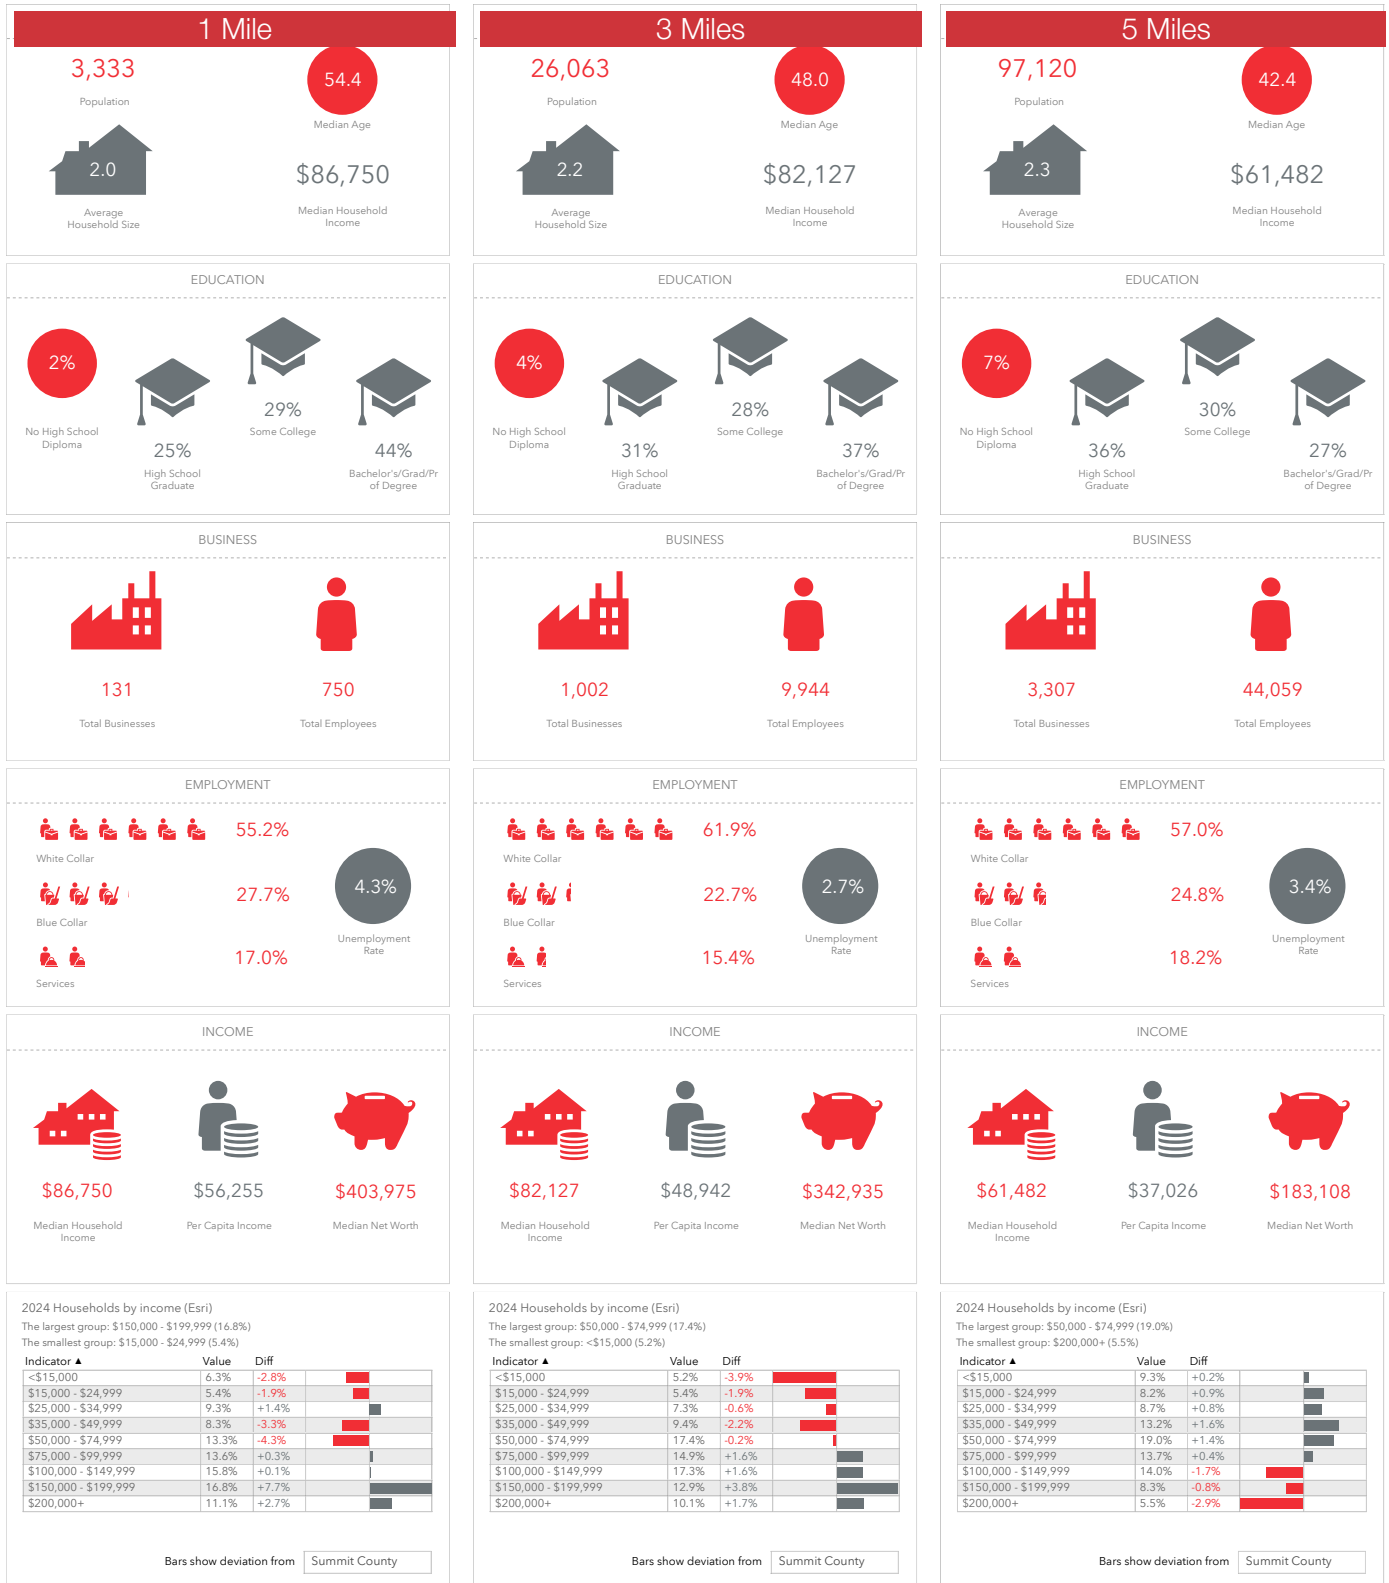 1 Mile
3,333
Population
54.4
Median Age
2.0
Average
Household Size
$86,750
Median Household
Income
EDUCATION
2%
No High School
Diploma
25%
High School
Graduate
29%
Some College
44%
Bachelor's/Grad/Pr
of Degree
BUSINESS
131
Total Businesses
750
Total Employees
EMPLOYMENT
55.2%
White Collar
27.7%
Blue Collar
17.0%
Services
4.3%
Unemployment
Rate
INCOME
$86,750
Median Household
Income
$56,255
Per Capita Income
$403,975
Median Net Worth
2024 Households by income (Esri)
The largest group: $150,000 - $199,999 (16.8%)
The smallest group: $15,000 - $24,999 (5.4%)
Indicator ▲ Value Diff
<$15,000 6.3% -2.8%
$15,000 - $24,999 5.4% -1.9%
$25,000 - $34,999 9.3% +1.4%
$35,000 - $49,999 8.3% -3.3%
$50,000 - $74,999 13.3% -4.3%
$75,000 - $99,999 13.6% +0.3%
$100,000 - $149,999 15.8% +0.1%
$150,000 - $199,999 16.8% +7.7%
$200,000+ 11.1% +2.7%
Bars show deviation from Summit County
3 Miles
26,063
Population
48.0
Median Age
2.2
Average
Household Size
$82,127
Median Household
Income
EDUCATION
4%
No High School
Diploma
31%
High School
Graduate
28%
Some College
37%
Bachelor's/Grad/Pr
of Degree
BUSINESS
1,002
Total Businesses
9,944
Total Employees
EMPLOYMENT
61.9%
White Collar
22.7%
Blue Collar
15.4%
Services
2.7%
Unemployment
Rate
INCOME
$82,127
Median Household
Income
$48,942
Per Capita Income
$342,935
Median Net Worth
2024 Households by income (Esri)
The largest group: $50,000 - $74,999 (17.4%)
The smallest group: <$15,000 (5.2%)
Indicator ▲ Value Diff
<$15,000 5.2% -3.9%
$15,000 - $24,999 5.4% -1.9%
$25,000 - $34,999 7.3% -0.6%
$35,000 - $49,999 9.4% -2.2%
$50,000 - $74,999 17.4% -0.2%
$75,000 - $99,999 14.9% +1.6%
$100,000 - $149,999 17.3% +1.6%
$150,000 - $199,999 12.9% +3.8%
$200,000+ 10.1% +1.7%
Bars show deviation from Summit County
5 Miles
97,120
Population
42.4
Median Age
2.3
Average
Household Size
$61,482
Median Household
Income
EDUCATION
7%
No High School
Diploma
36%
High School
Graduate
30%
Some College
27%
Bachelor's/Grad/Pr
of Degree
BUSINESS
3,307
Total Businesses
44,059
Total Employees
EMPLOYMENT
57.0%
White Collar
24.8%
Blue Collar
18.2%
Services
3.4%
Unemployment
Rate
INCOME
$61,482
Median Household
Income
$37,026
Per Capita Income
$183,108
Median Net Worth
2024 Households by income (Esri)
The largest group: $50,000 - $74,999 (19.0%)
The smallest group: $200,000+ (5.5%)
Indicator ▲ Value Diff
<$15,000 9.3% +0.2%
$15,000 - $24,999 8.2% +0.9%
$25,000 - $34,999 8.7% +0.8%
$35,000 - $49,999 13.2% +1.6%
$50,000 - $74,999 19.0% +1.4%
$75,000 - $99,999 13.7% +0.4%
$100,000 - $149,999 14.0% -1.7%
$150,000 - $199,999 8.3% -0.8%
$200,000+ 5.5% -2.9%
Bars show deviation from Summit County